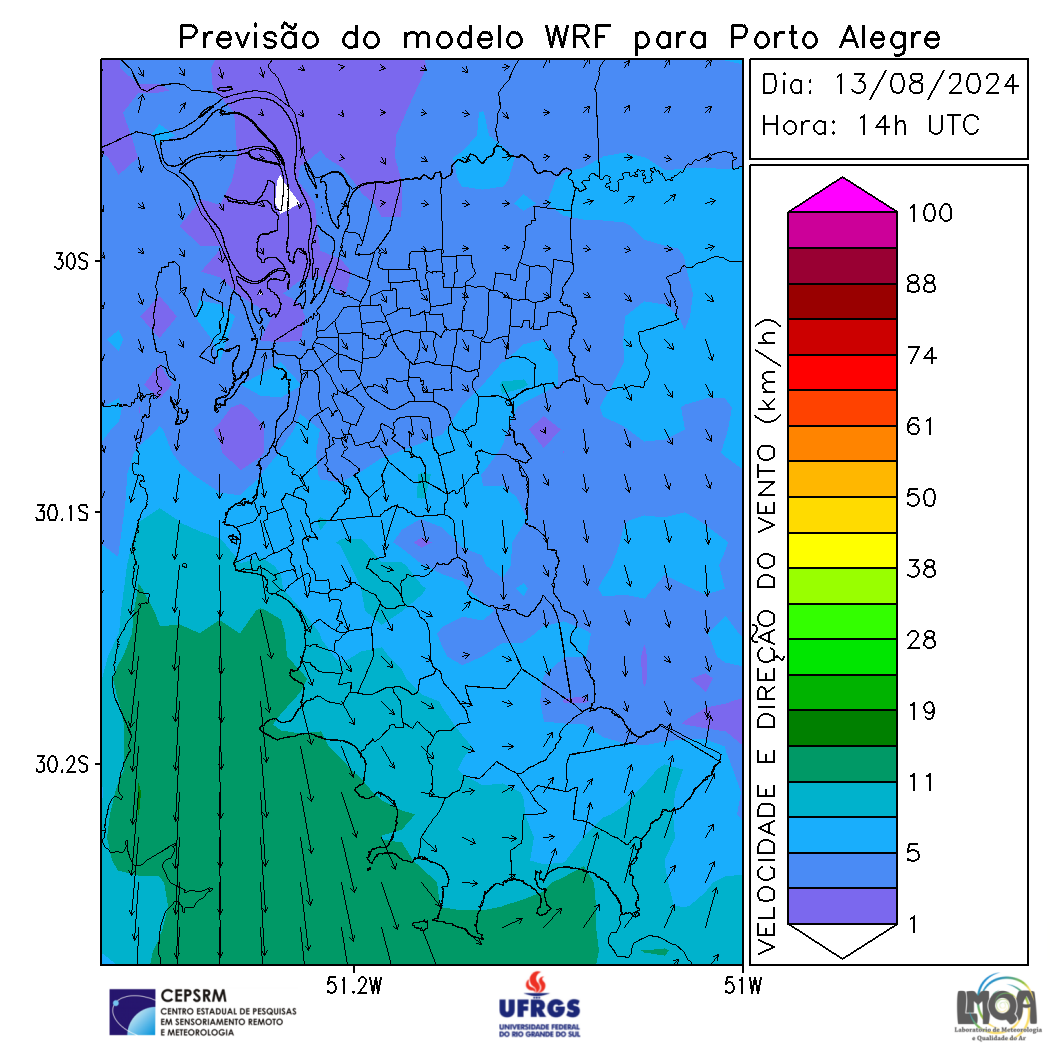 Previsão do modelo WRF para Porto Alegre
Dia: 13/08/2024
Hora: 14h UTC
30S
30.1S
30.2S
51.2W
51W
VELOCIDADE E DIREÇÃO DO VENTO (km/h)
100
88
74
61
50
38
28
19
11
5
1
CEPSRM
CENTRO ESTADUAL DE PESQUISAS
EM SENSORIAMENTO REMOTO
E METEOROLOGIA
UFRGS
UNIVERSIDADE FEDERAL
DO RIO GRANDE DO SUL
LMQA
Laboratório de Meteorologia
e Qualidade do Ar